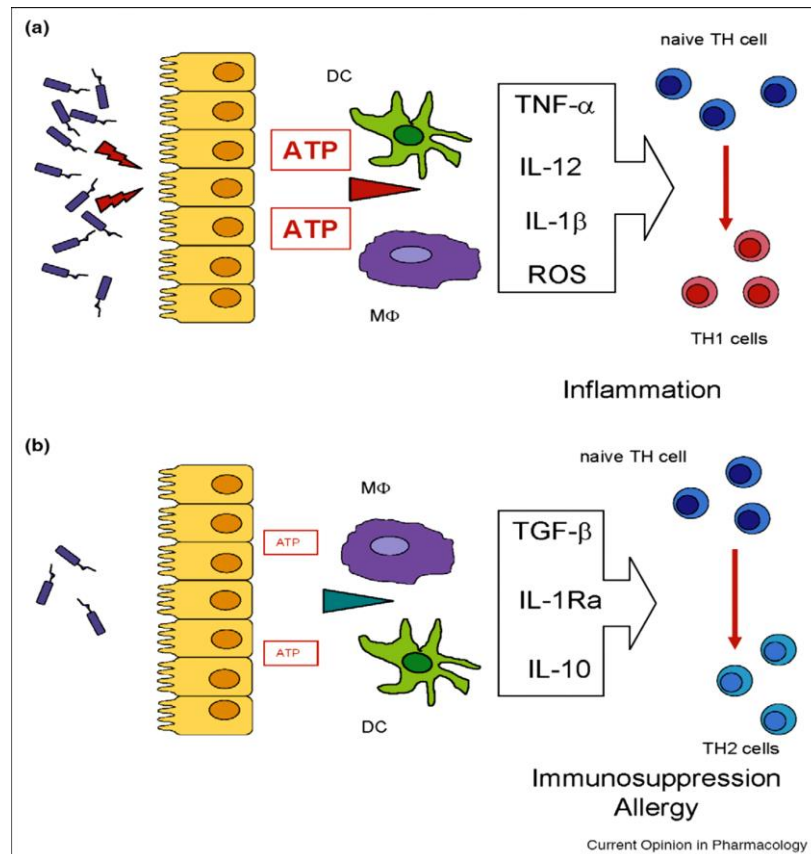 (a)
naive TH cell
DC
TNF-α
ATP
IL-12
ATP
IL-1β
ROS
MΦ
TH1 cells
Inflammation
(b)
naive TH cell
MΦ
TGF-β
ATP
IL-1Ra
ATP
IL-10
DC
TH2 cells
Immunosuppression
Allergy
Current Opinion in Pharmacology